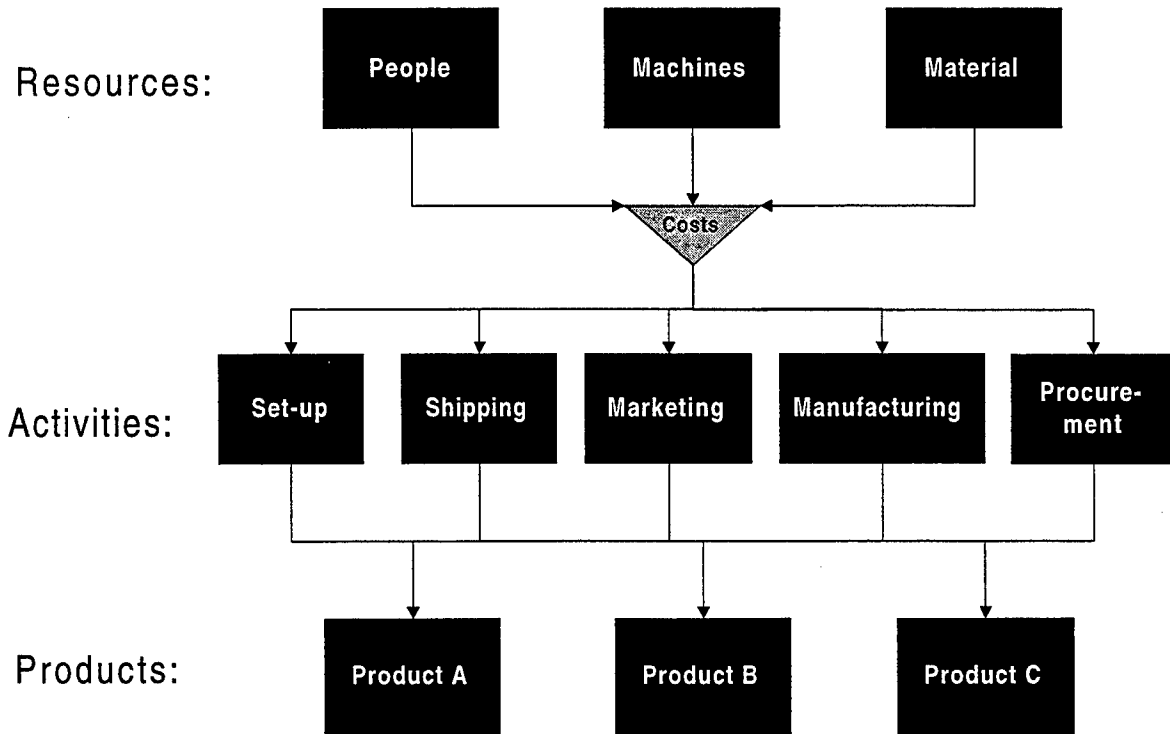 Resources:
People
Machines
Material
Costs
Activities:
Set-up
Shipping
Marketing
Manufacturing
Procure-
ment
Products:
Product A
Product B
Product C